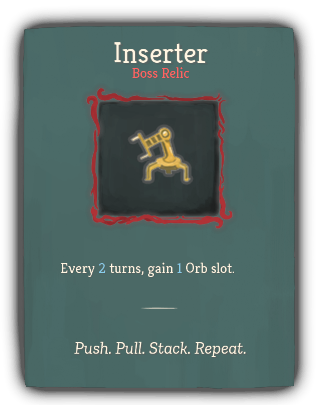 Inserter
Boss Relic
Every 2 turns, gain 1 Orb slot.
Push. Pull. Stack. Repeat.